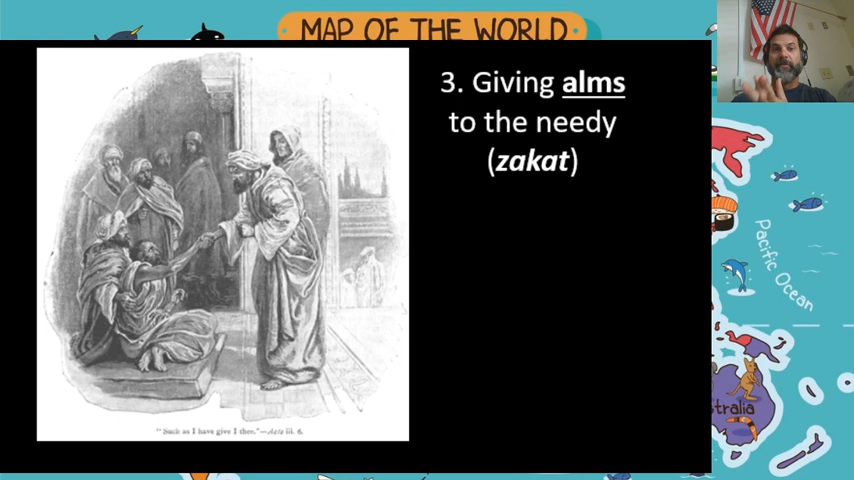 MAP OF THE WORLD
3. Giving alms
to the needy
(zakat)
"Such as I have give I thee."—Acts iii. 6.
Pacific Ocean
stralia